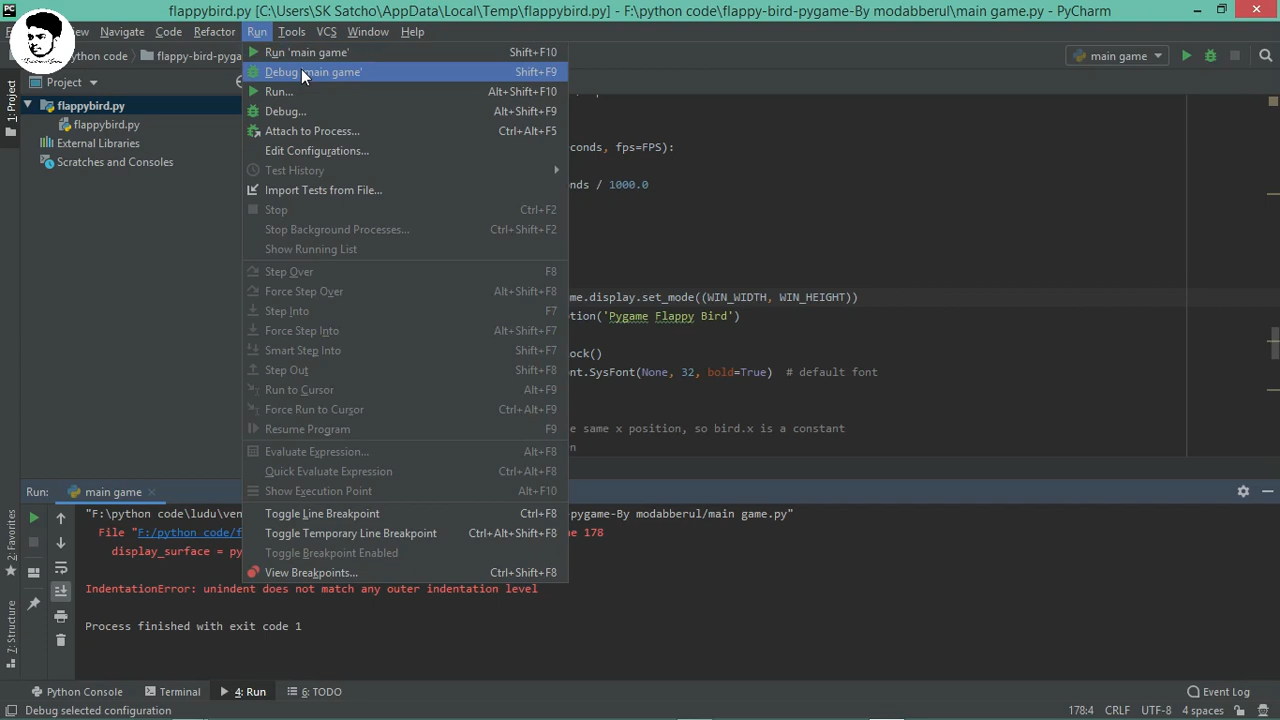 flappybird.py [C:\Users\SK Satcho\AppData\Local\Temp\flappybird.py] - F:\python code\flappy-bird-pygame-By modabberul\main game.py] - PyCharm
Navigate Code Refactor Run Tools VCS Window Help
ython code flappy-bird-pyga
main game
Project
flappybird.py
flappybird.py
External Libraries
Scratches and Consoles
1: Project
Run 'main game' Shift+F10
Debug 'main game' Shift+F9
Run... Alt+Shift+F10
Debug... Alt+Shift+F9
Attach to Process... Ctrl+Alt+F5
Edit Configurations...
Test History
Import Tests from File...
Stop Ctrl+F2
Stop Background Processes... Ctrl+Shift+F2
Show Running List
Step Over F8
Force Step Over Alt+Shift+F8
Step Into F7
Force Step Into Alt+Shift+F7
Smart Step Into Shift+F7
Step Out Shift+F8
Run to Cursor Alt+F9
Force Run to Cursor Ctrl+Alt+F9
Resume Program F9
Evaluate Expression... Alt+F8
Quick Evaluate Expression Ctrl+Alt+F8
Show Execution Point Alt+F10
Toggle Line Breakpoint Ctrl+F8
Toggle Temporary Line Breakpoint Ctrl+Alt+Shift+F8
Toggle Breakpoint Enabled
View Breakpoints... Ctrl+Shift+F8
conds, fps=FPS):
nds / 1000.0
me.display.set_mode((WIN_WIDTH, WIN_HEIGHT))
tion('Pygame Flappy Bird')
ock()
nt.SysFont(None, 32, bold=True) # default font
e same x position, so bird.x is a constant
n
Run: main game
"F:\python code\ludu\ven -pygame-By modabberul/main game.py"
File "F:/python code/f ne 178
display_surface = py
IndentationError: unindent does not match any outer indentation level
Process finished with exit code 1
2: Favorites
7: Structure
Python Console Terminal 4: Run 6: TODO Event Log
Debug selected configuration 178:4 CRLF UTF-8 4 spaces